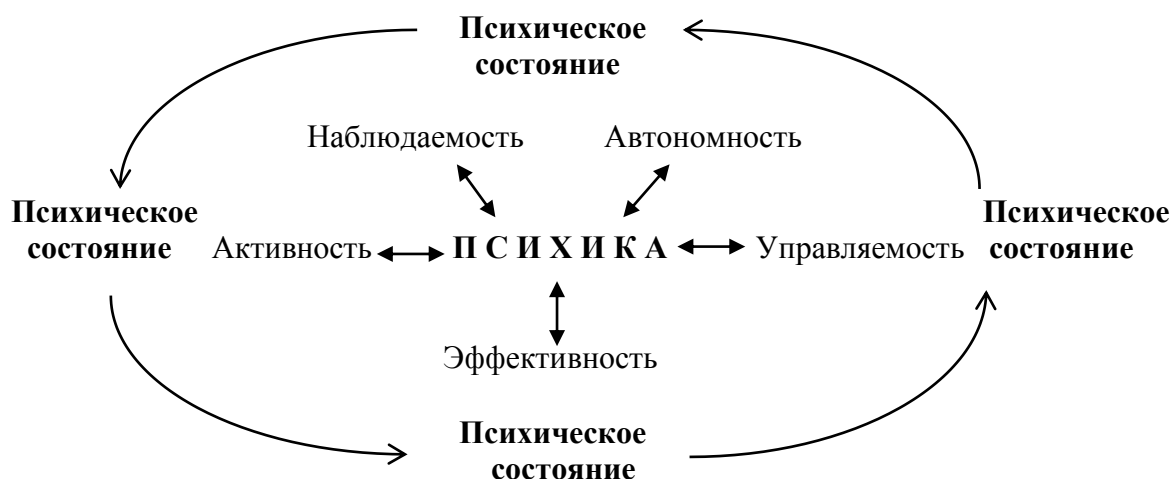 Психическое
состояние
Наблюдаемость
Автономность
Психическое
состояние
Активность
П С И Х И К А
Управляемость
Психическое
состояние
Эффективность
Психическое
состояние